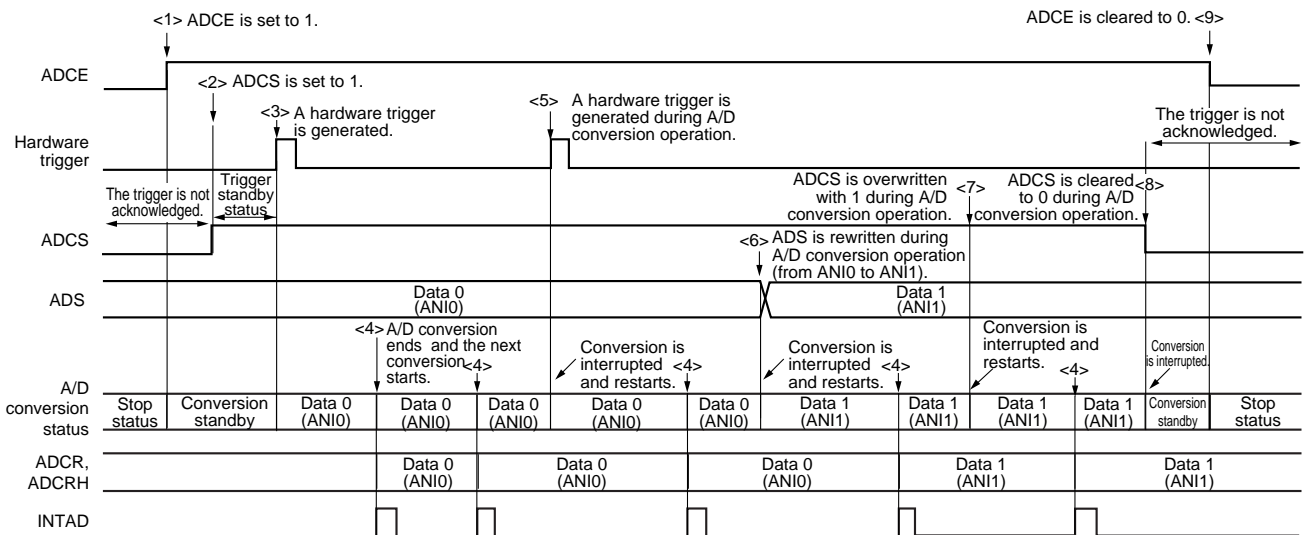 <1> ADCE is set to 1.
ADCE is cleared to 0. <9>
ADCE
<2> ADCS is set to 1.
<3> A hardware trigger
is generated.
<5> A hardware trigger is
generated during A/D
conversion operation.
The trigger is not
acknowledged.
Hardware
trigger
The trigger is not
acknowledged.
Trigger
standby
status
ADCS is overwritten
with 1 during A/D
conversion operation.
<7>
ADCS is cleared
to 0 during A/D
conversion operation.
<8>
ADCS
<6> ADS is rewritten during
A/D conversion operation
(from ANI0 to ANI1).
ADS
Data 0
(ANI0)
Data 1
(ANI1)
<4> A/D conversion
ends and the next
conversion
starts.
<4>
Conversion is
interrupted
and restarts.
<4>
Conversion is
interrupted
and restarts.
<4>
Conversion is
interrupted and
restarts.
<4>
Conversion
is interrupted.
A/D
conversion
status
Stop
status
Conversion
standby
Data 0
(ANI0)
Data 0
(ANI0)
Data 0
(ANI0)
Data 0
(ANI0)
Data 0
(ANI0)
Data 1
(ANI1)
Data 1
(ANI1)
Data 1
(ANI1)
Data 1
(ANI1)
Conversion
standby
Stop
status
ADCR,
ADCRH
Data 0
(ANI0)
Data 0
(ANI0)
Data 0
(ANI0)
Data 1
(ANI1)
Data 1
(ANI1)
INTAD